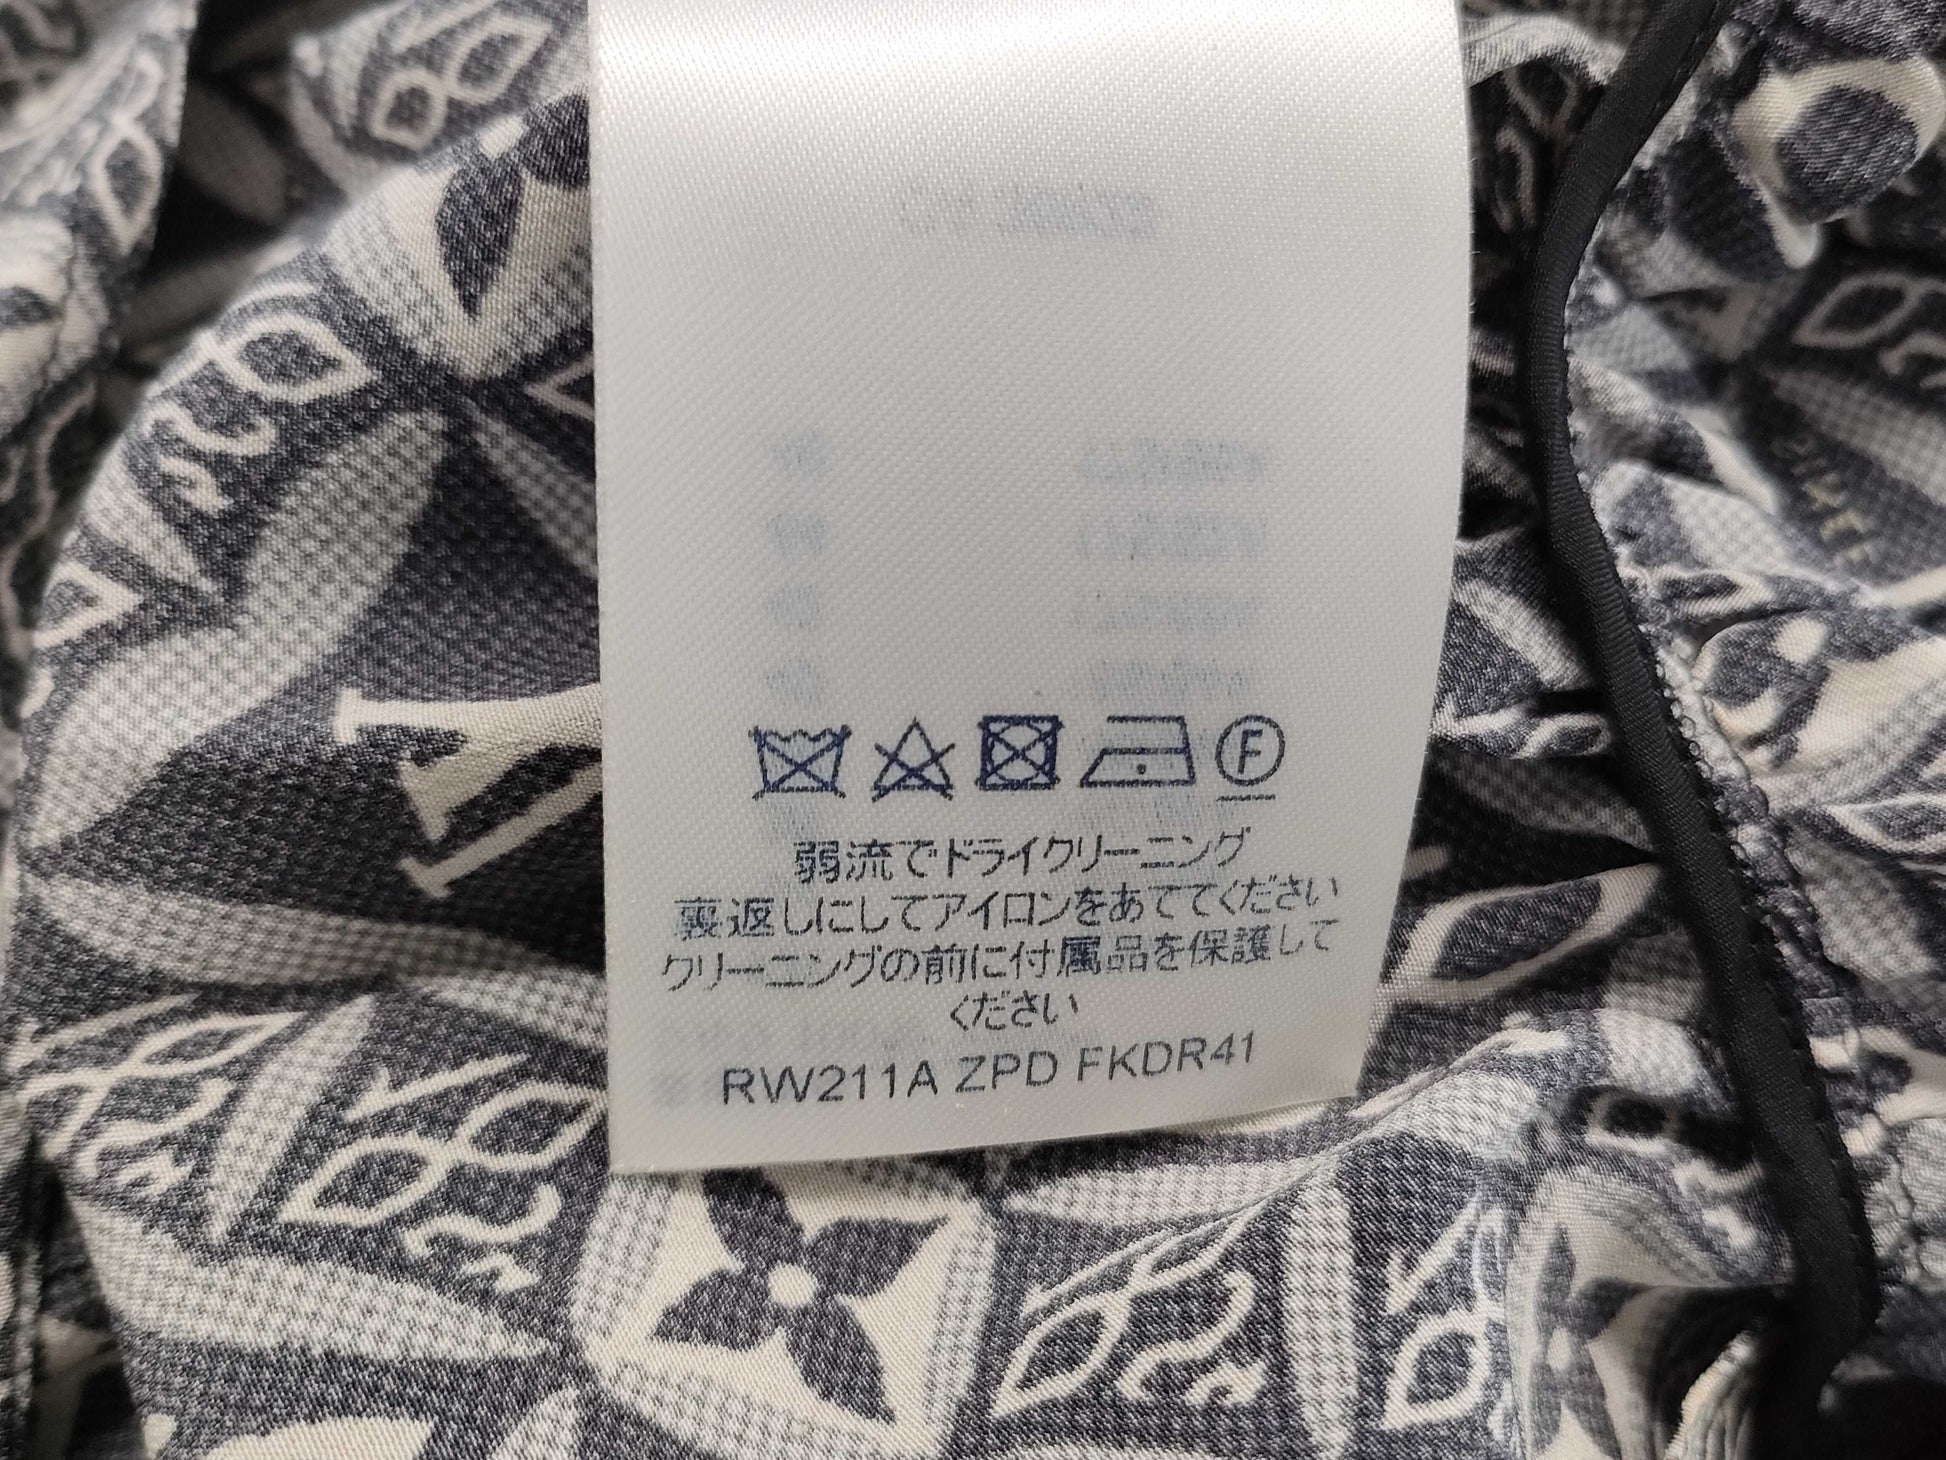 F
弱流でドライクリーニング
裏返しにしてアイロンをあててください
クリーニングの前に付属品を保護して
ください
RW211A ZPD FKDR41